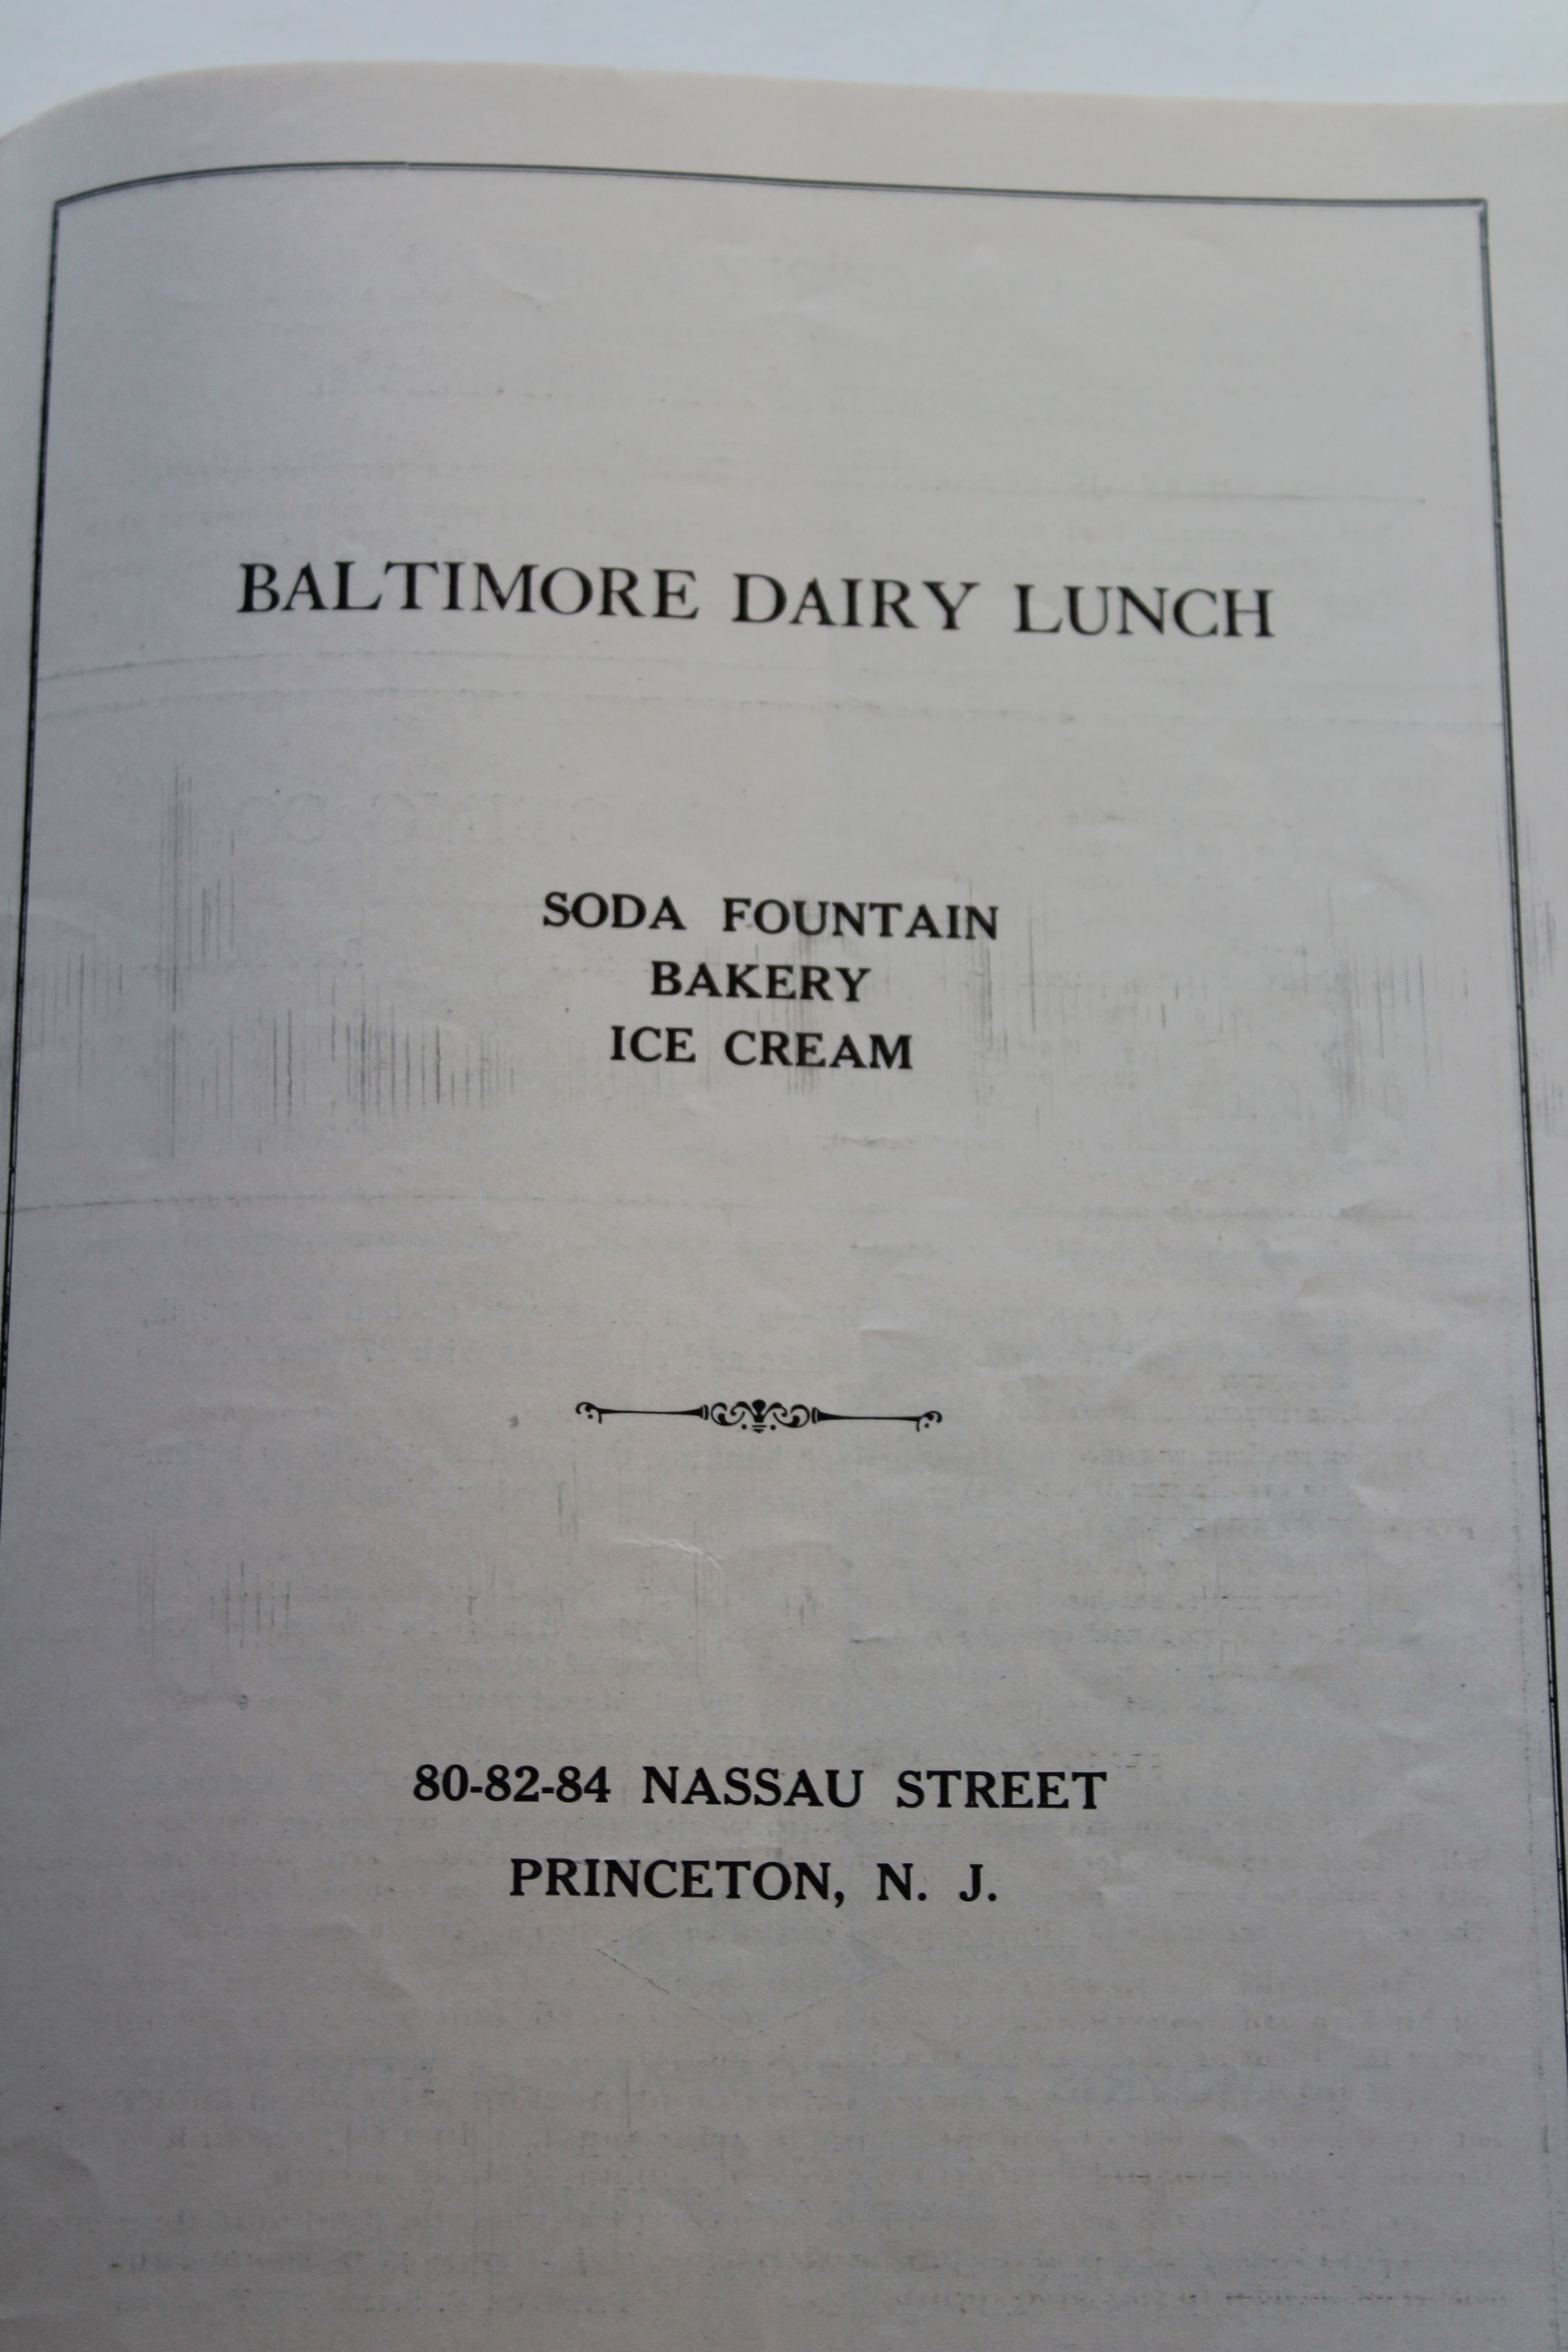 BALTIMORE DAIRY LUNCH
SODA FOUNTAIN
BAKERY
ICE CREAM
80-82-84 NASSAU STREET
PRINCETON, N. J.